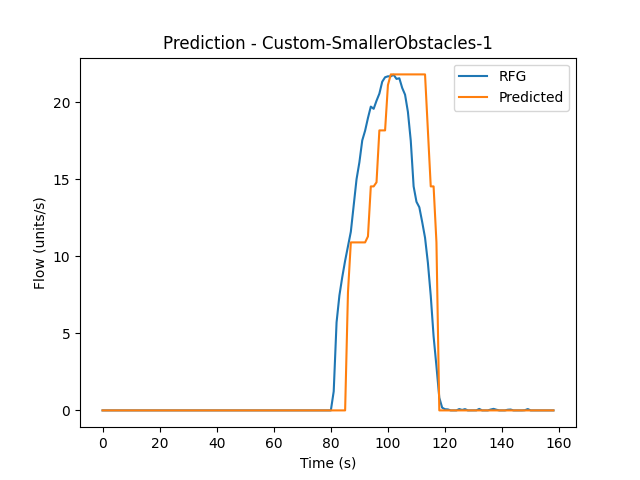 Prediction - Custom-SmallerObstacles-1
RFG
Predicted
20
15
10
5
0
Flow (units/s)
0 20 40 60 80 100 120 140 160
Time (s)